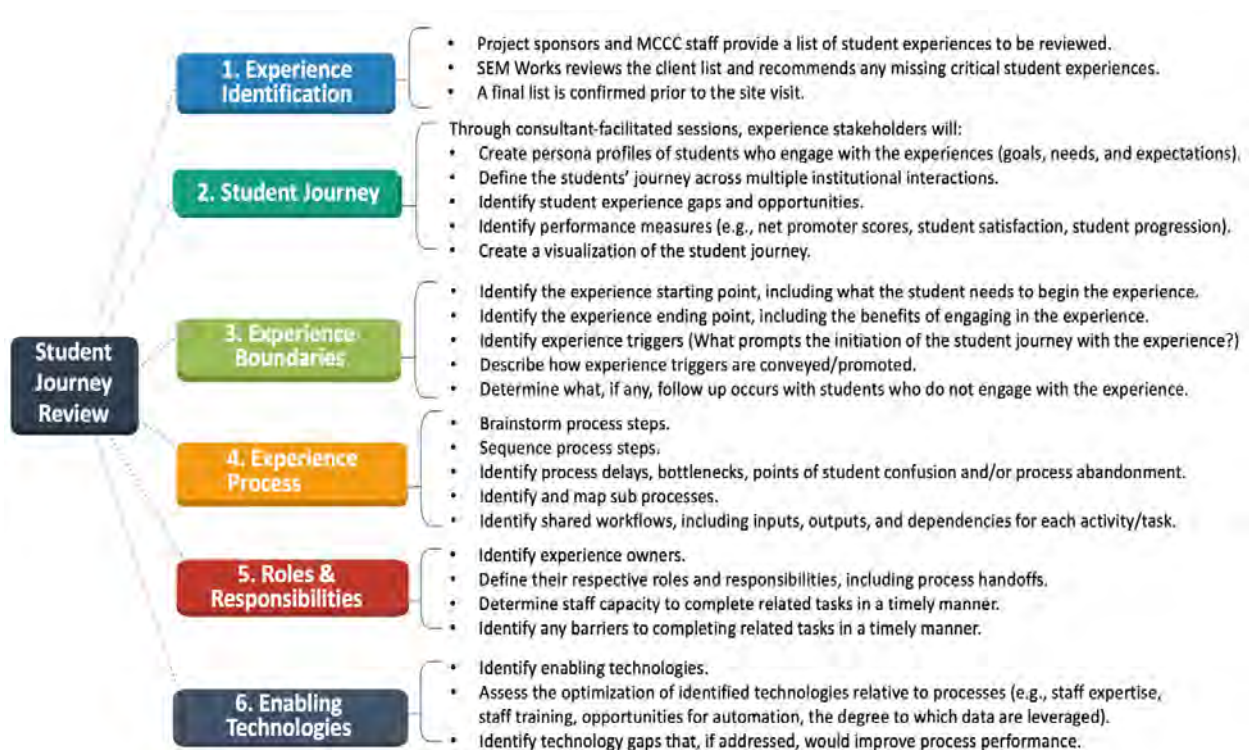 Student
Journey
Review
1. Experience
Identification
• Project sponsors and MCCC staff provide a list of student experiences to be reviewed.
• SEM Works reviews the client list and recommends any missing critical student experiences.
• A final list is confirmed prior to the site visit.
2. Student Journey
Through consultant-facilitated sessions, experience stakeholders will:
• Create persona profiles of students who engage with the experiences (goals, needs, and expectations).
• Define the students' journey across multiple institutional interactions.
• Identify student experience gaps and opportunities.
• Identify performance measures (e.g., net promoter scores, student satisfaction, student progression).
• Create a visualization of the student journey.
3. Experience
Boundaries
• Identify the experience starting point, including what the student needs to begin the experience.
• Identify the experience ending point, including the benefits of engaging in the experience.
• Identify experience triggers (What prompts the initiation of the student journey with the experience?)
• Describe how experience triggers are conveyed/promoted.
• Determine what, if any, follow up occurs with students who do not engage with the experience.
4. Experience
Process
• Brainstorm process steps.
• Sequence process steps.
• Identify process delays, bottlenecks, points of student confusion and/or process abandonment.
• Identify and map sub processes.
• Identify shared workflows, including inputs, outputs, and dependencies for each activity/task.
5. Roles &
Responsibilities
• Identify experience owners.
• Define their respective roles and responsibilities, including process handoffs.
• Determine staff capacity to complete related tasks in a timely manner.
• Identify any barriers to completing related tasks in a timely manner.
6. Enabling
Technologies
• Identify enabling technologies.
• Assess the optimization of identified technologies relative to processes (e.g., staff expertise,
staff training, opportunities for automation, the degree to which data are leveraged).
• Identify technology gaps that, if addressed, would improve process performance.